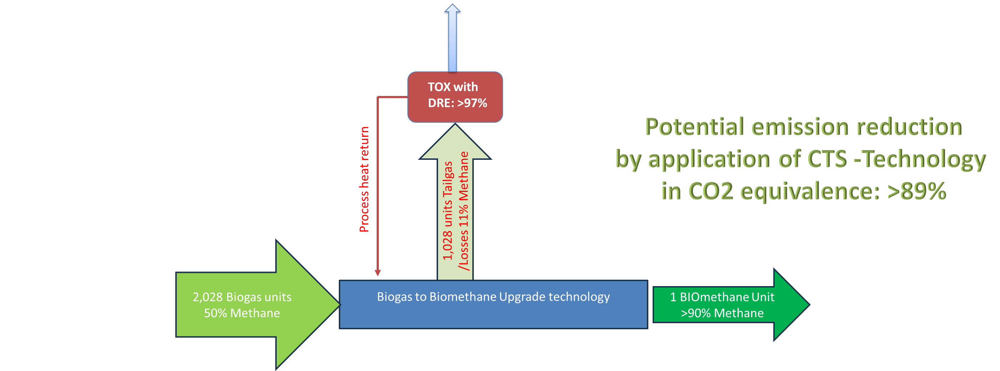 TOX with
DRE: >97%
Process heat return
1,028 units Tailgas
/Losses 11% Methane
Potential emission reduction
by application of CTS -Technology
in CO2 equivalence: >89%
2,028 Biogas units
50% Methane
Biogas to Biomethane Upgrade technology
1 BIOmethane Unit
>90% Methane